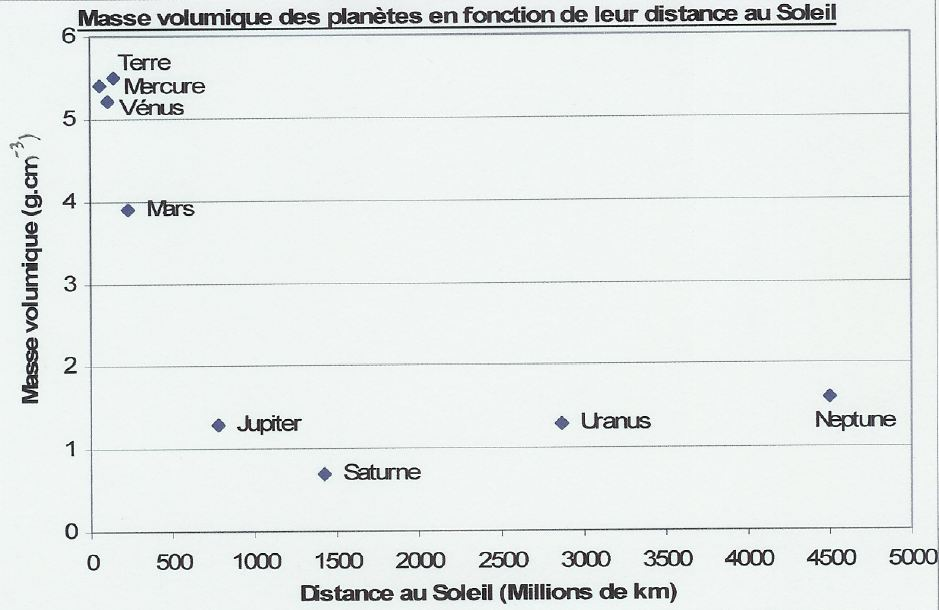 Masse volumique des planètes en fonction de leur distance au Soleil
6
Terre
Mercure
Vénus
5
4
Mars
3
2
Jupiter
Uranus
Neptune
1
Saturne
0
0 500 1000 1500 2000 2500 3000 3500 4000 4500 5000
Distance au Soleil (Millions de km)
Masse volumique (g.cm⁻³)